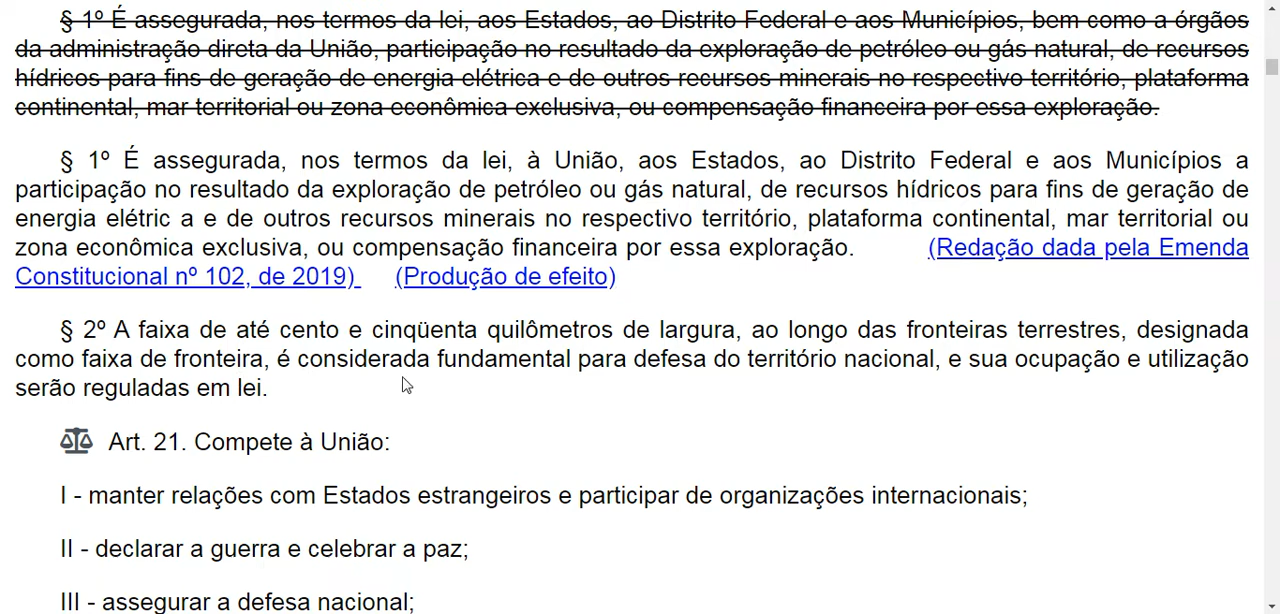 § 1º É assegurada, nos termos da lei, aos Estados, ao Distrito Federal e aos Municípios, bem como a órgãos
da administração direta da União, participação no resultado da exploração de petróleo ou gás natural, de recursos
hídricos para fins de geração de energia elétrica e de outros recursos minerais no respectivo território, plataforma
continental, mar territorial ou zona econômica exclusiva, ou compensação financeira por essa exploração.
§ 1º É assegurada, nos termos da lei, à União, aos Estados, ao Distrito Federal e aos Municípios a
participação no resultado da exploração de petróleo ou gás natural, de recursos hídricos para fins de geração de
energia elétric a e de outros recursos minerais no respectivo território, plataforma continental, mar territorial ou
zona econômica exclusiva, ou compensação financeira por essa exploração. (Redação dada pela Emenda
Constitucional nº 102, de 2019) (Produção de efeito)
§ 2º A faixa de até cento e cinqüenta quilômetros de largura, ao longo das fronteiras terrestres, designada
como faixa de fronteira, é considerada fundamental para defesa do território nacional, e sua ocupação e utilização
serão reguladas em lei.
Art. 21. Compete à União:
I - manter relações com Estados estrangeiros e participar de organizações internacionais;
II - declarar a guerra e celebrar a paz;
III - assegurar a defesa nacional;